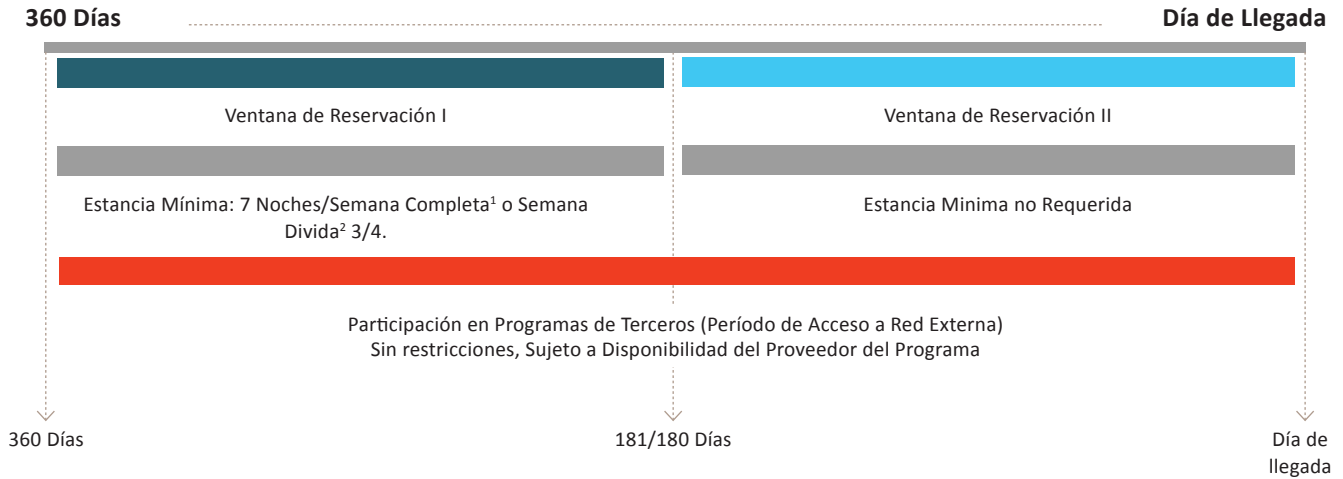 360 Días
Día de Llegada
Ventana de Reservación I
Ventana de Reservación II
Estancia Mínima: 7 Noches/Semana Completa¹ o Semana
Divida² 3/4.
Estancia Minima no Requerida
Participación en Programas de Terceros (Período de Acceso a Red Externa)
Sin restricciones, Sujeto a Disponibilidad del Proveedor del Programa
360 Días
181/180 Días
Día de
llegada